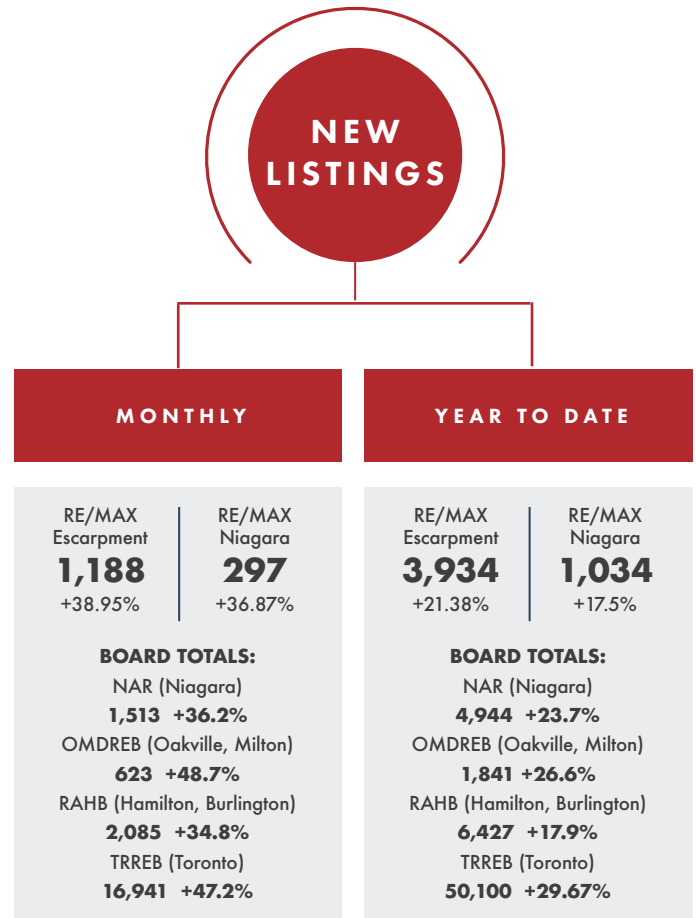 NEW
LISTINGS
MONTHLY
RE/MAX
Escarpment
1,188
+38.95%
RE/MAX
Niagara
297
+36.87%
BOARD TOTALS:
NAR (Niagara)
1,513 +36.2%
OMDREB (Oakville, Milton)
623 +48.7%
RAHB (Hamilton, Burlington)
2,085 +34.8%
TRREB (Toronto)
16,941 +47.2%
YEAR TO DATE
RE/MAX
Escarpment
3,934
+21.38%
RE/MAX
Niagara
1,034
+17.5%
BOARD TOTALS:
NAR (Niagara)
4,944 +23.7%
OMDREB (Oakville, Milton)
1,841 +26.6%
RAHB (Hamilton, Burlington)
6,427 +17.9%
TRREB (Toronto)
50,100 +29.67%